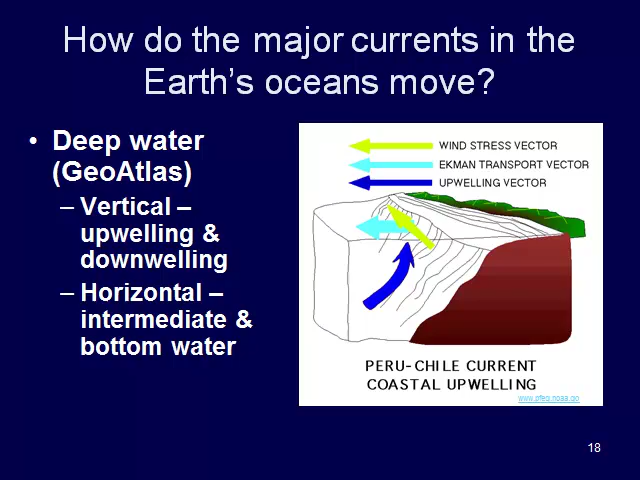 How do the major currents in the
Earth's oceans move?
• Deep water
(GeoAtlas)
– Vertical –
upwelling &
downwelling
– Horizontal –
intermediate &
bottom water
WIND STRESS VECTOR
EKMAN TRANSPORT VECTOR
UPWELLING VECTOR
PERU-CHILE CURRENT
COASTAL UPWELLING
18